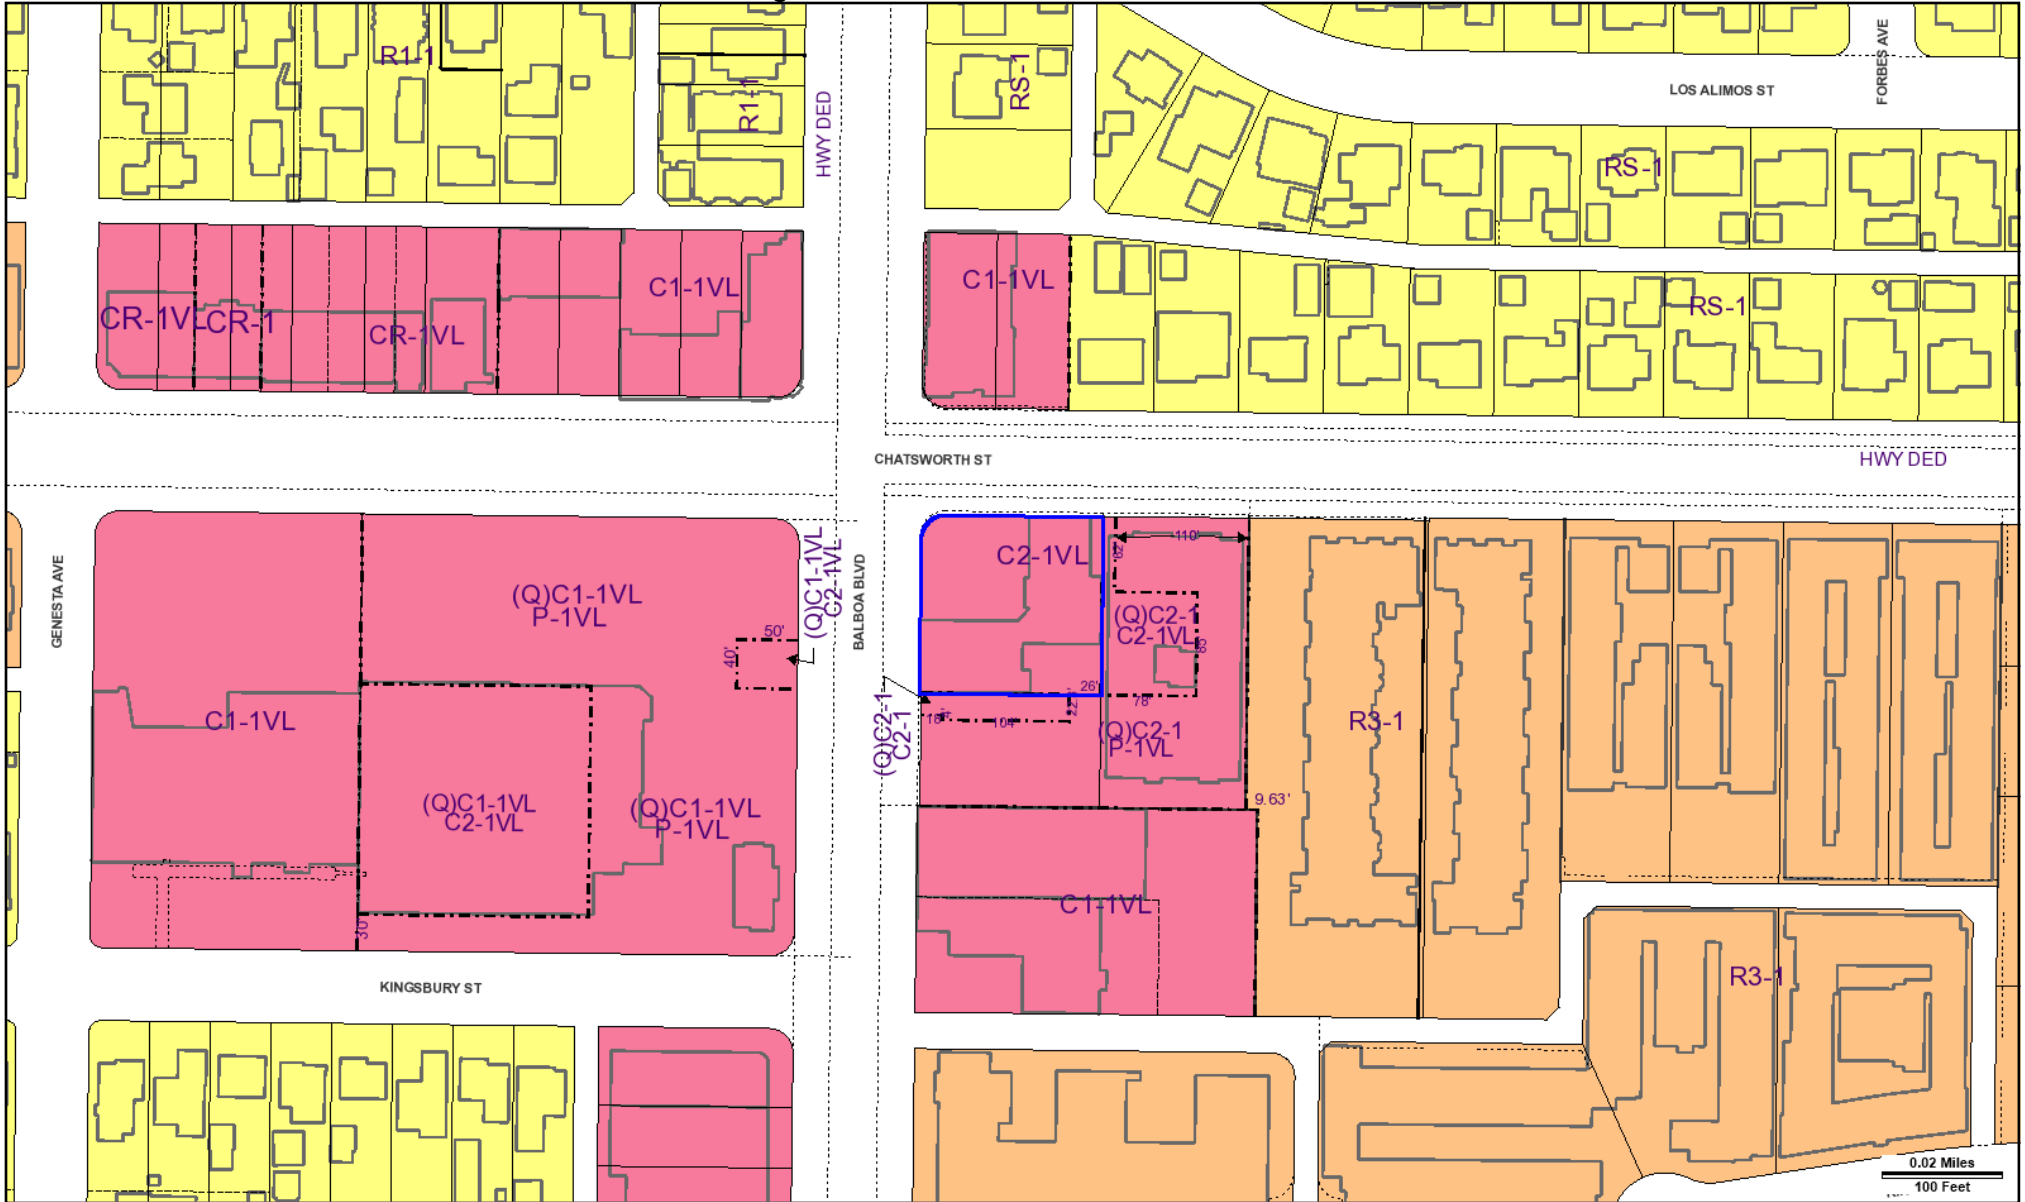 R1-1
R1-1
HWY DED
RS-1
LOS ALIMOS ST
FORBES AVE
RS-1
CR-1VL
CR-1
CR-1VL
C1-1VL
C1-1VL
RS-1
CHATSWORTH ST
HWY DED
GENESTA AVE
(Q)C1-1VL
P-1VL
50'
40'
(Q)C1-1VL
C2-1VL
BALBOA BLVD
C2-1VL
110'
(Q)C2-1
C2-1VL
26'
78'
22'
104'
(Q)C2-1
C2-1
(Q)C2-1
P-1VL
R3-1
C1-1VL
(Q)C1-1VL
C2-1VL
(Q)C1-1VL
P-1VL
9.63'
C1-1VL
30'
KINGSBURY ST
R3-1
0.02 Miles
100 Feet